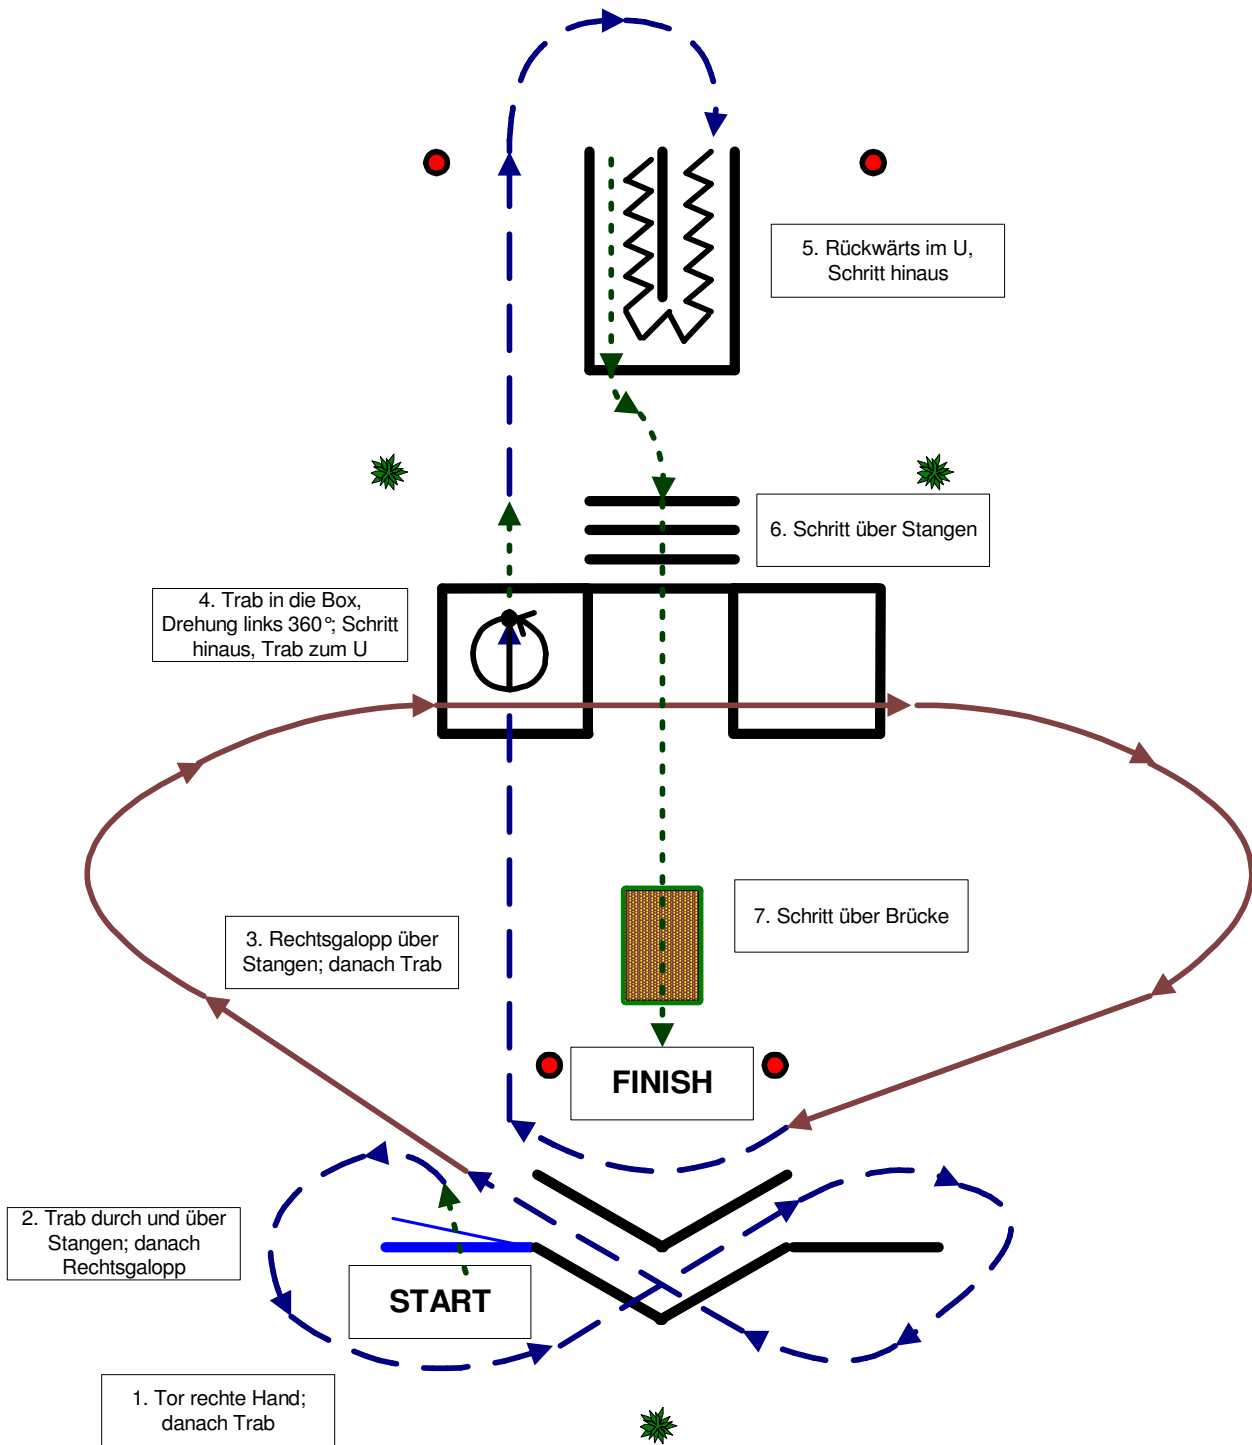 5. Rückwärts im U,
Schritt hinaus
6. Schritt über Stangen
4. Trab in die Box,
Drehung links 360°; Schritt
hinaus, Trab zum U
7. Schritt über Brücke
3. Rechtsgalopp über
Stangen; danach Trab
FINISH
2. Trab durch und über
Stangen; danach
Rechtsgalopp
START
1. Tor rechte Hand;
danach Trab